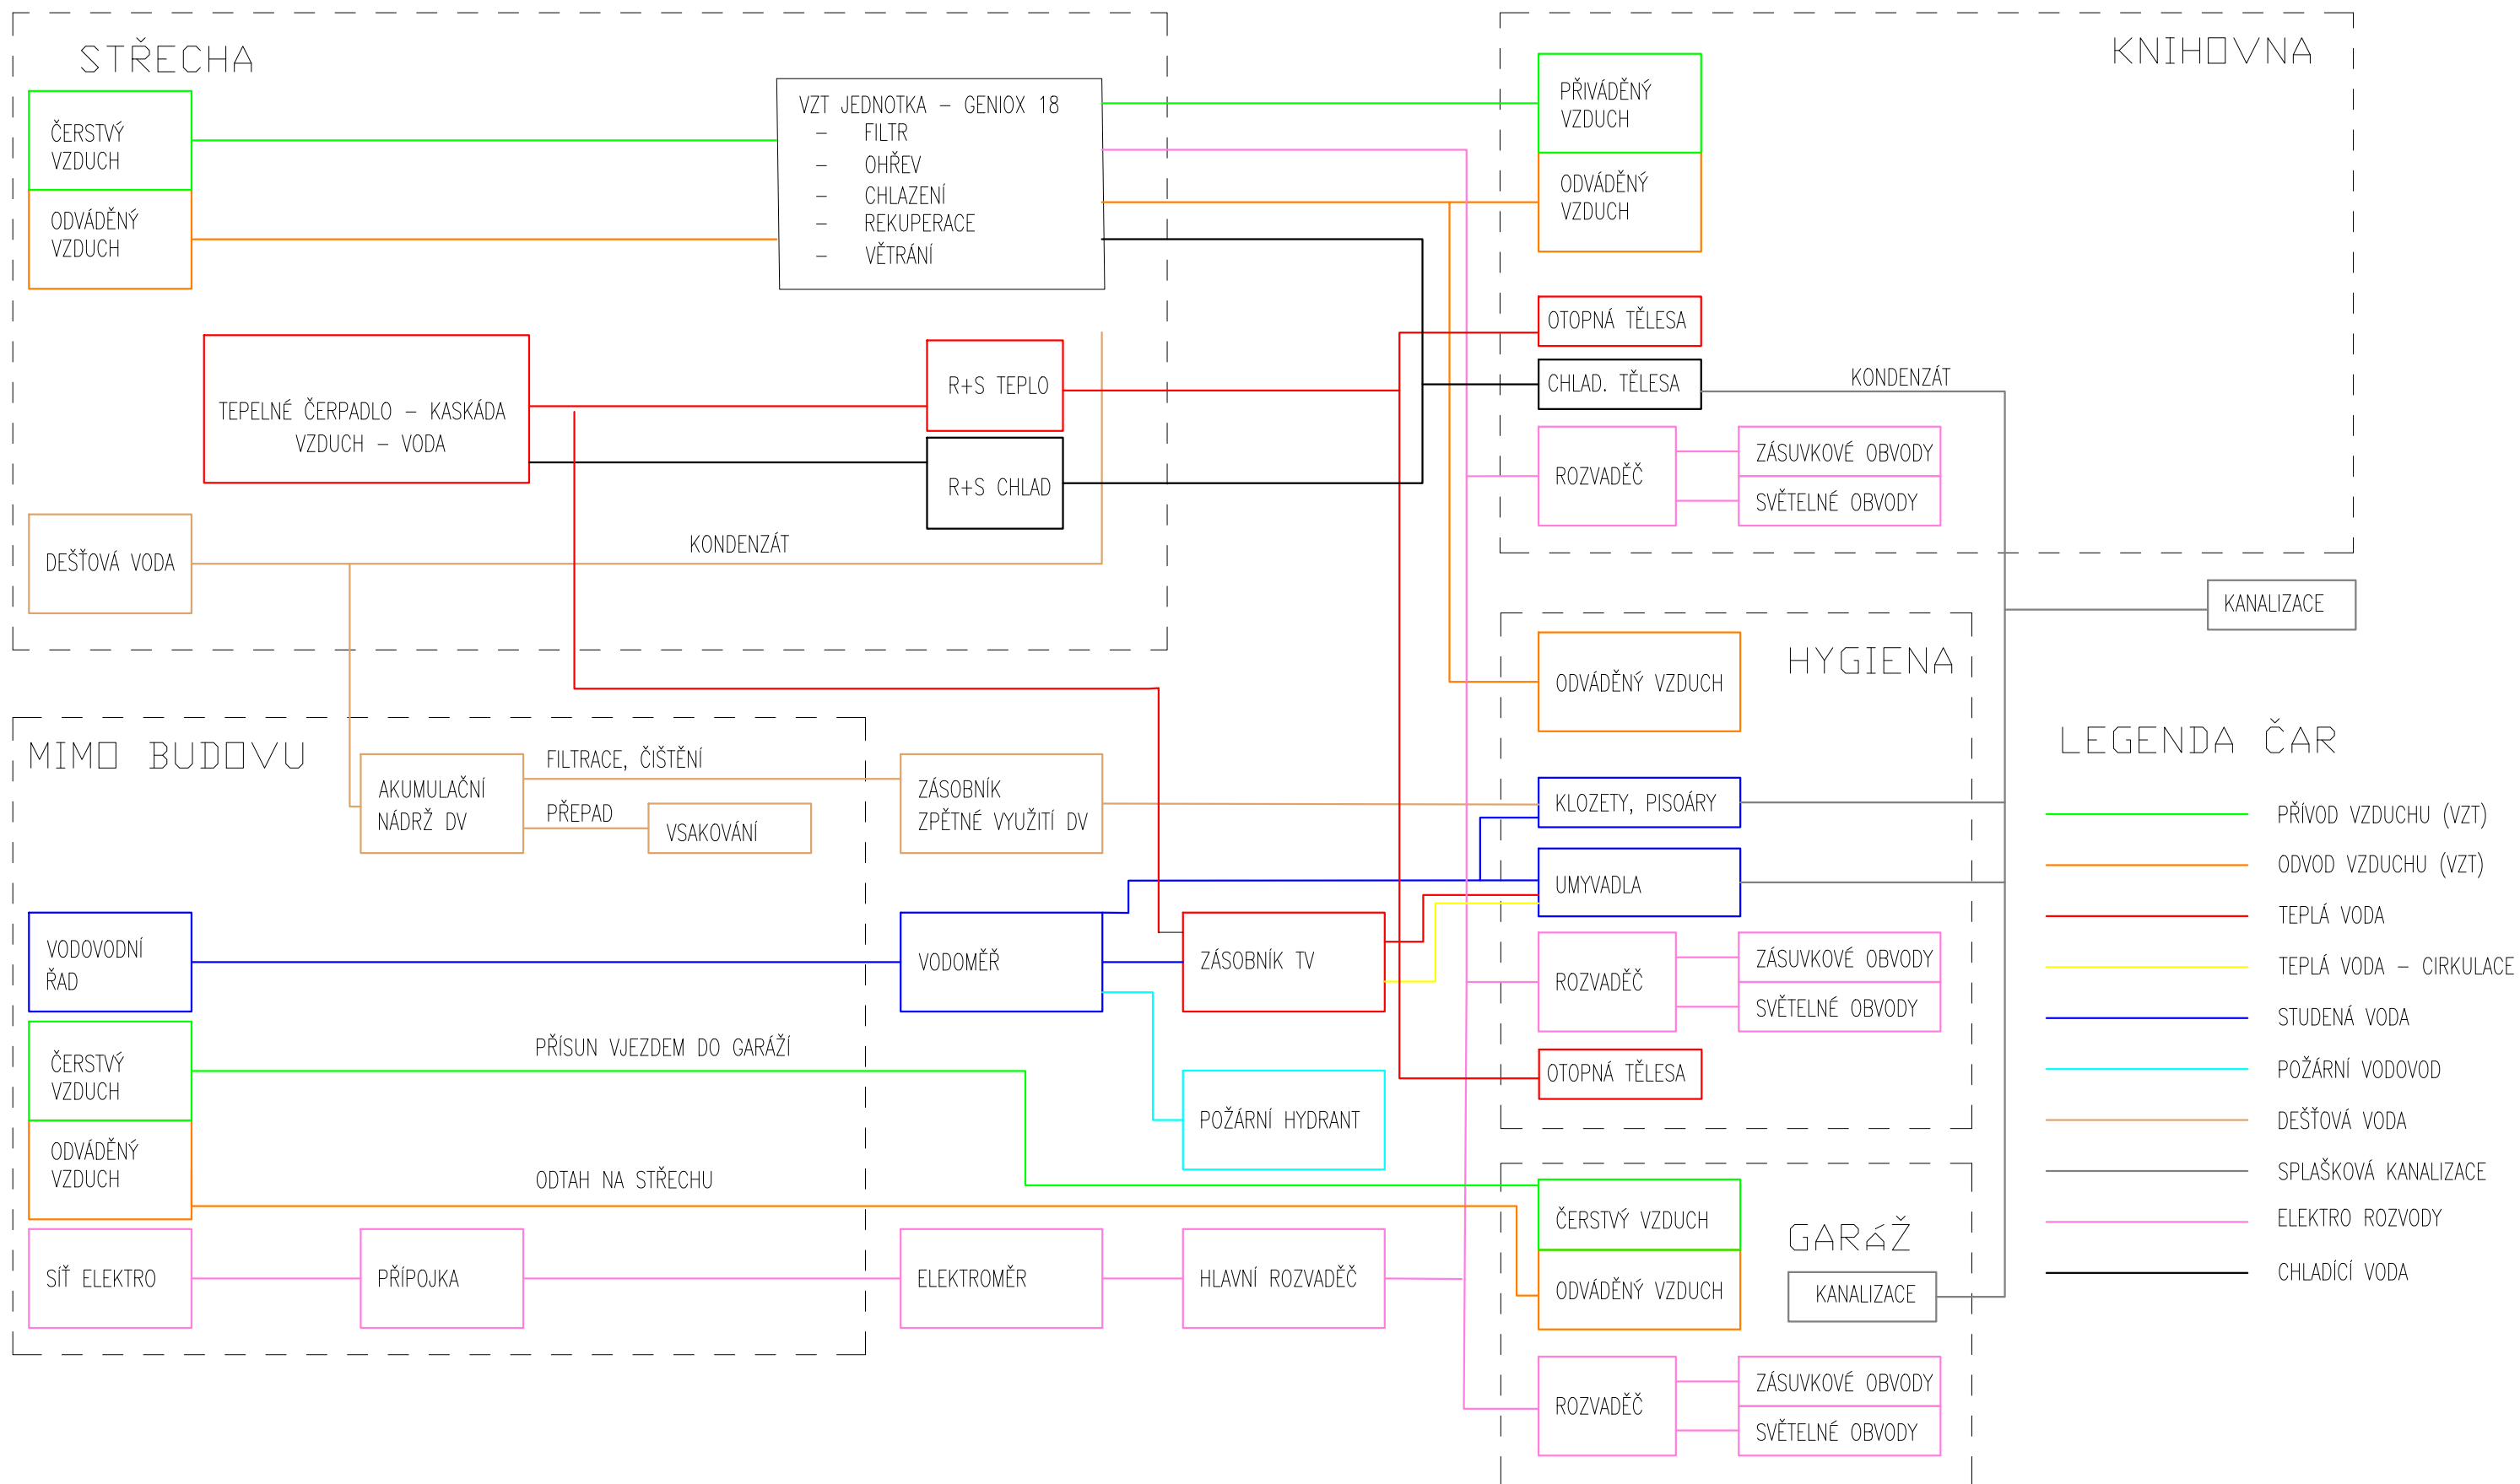 STŘECHA
ČERSTVÝ
VZDUCH
ODVÁDĚNÝ
VZDUCH
VZT JEDNOTKA – GENIOX 18
– FILTR
– OHŘEV
– CHLAZENÍ
– REKUPERACE
– VĚTRÁNÍ
TEPELNÉ ČERPADLO – KASKÁDA
VZDUCH – VODA
R+S TEPLO
R+S CHLAD
DEŠŤOVÁ VODA
KONDENZÁT
KNIHOVNA
PŘIVÁDĚNÝ
VZDUCH
ODVÁDĚNÝ
VZDUCH
OTOPNÁ TĚLESA
CHLAD. TĚLESA
KONDENZÁT
ROZVADĚČ
ZÁSUVKOVÉ OBVODY
SVĚTELNÉ OBVODY
KANALIZACE
MIMO BUDOVU
AKUMULAČNÍ
NÁDRŽ DV
FILTRACE, ČIŠTĚNÍ
PŘEPAD
VSAKOVÁNÍ
ZÁSOBNÍK
ZPĚTNÉ VYUŽITÍ DV
VODOVODNÍ
ŘAD
VODOMĚŘ
ZÁSOBNÍK TV
ČERSTVÝ
VZDUCH
PŘÍSUN VJEZDEM DO GARÁŽÍ
ODVÁDĚNÝ
VZDUCH
ODTAH NA STŘECHU
POŽÁRNÍ HYDRANT
SÍŤ ELEKTRO
PŘÍPOJKA
ELEKTROMĚR
HLAVNÍ ROZVADĚČ
HYGIENA
ODVÁDĚNÝ VZDUCH
KLOZETY, PISOÁRY
UMYVADLA
ROZVADĚČ
ZÁSUVKOVÉ OBVODY
SVĚTELNÉ OBVODY
OTOPNÁ TĚLESA
GARÁŽ
ČERSTVÝ VZDUCH
ODVÁDĚNÝ VZDUCH
KANALIZACE
ROZVADĚČ
ZÁSUVKOVÉ OBVODY
SVĚTELNÉ OBVODY
LEGENDA ČAR
PŘÍVOD VZDUCHU (VZT)
ODVOD VZDUCHU (VZT)
TEPLÁ VODA
TEPLÁ VODA – CIRKULACE
STUDENÁ VODA
POŽÁRNÍ VODOVOD
DEŠŤOVÁ VODA
SPLAŠKOVÁ KANALIZACE
ELEKTRO ROZVODY
CHLADÍCÍ VODA